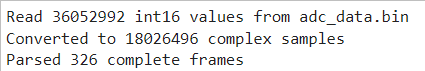 Read 36052992 int16 values from adc_data.bin
Converted to 18026496 complex samples
Parsed 326 complete frames